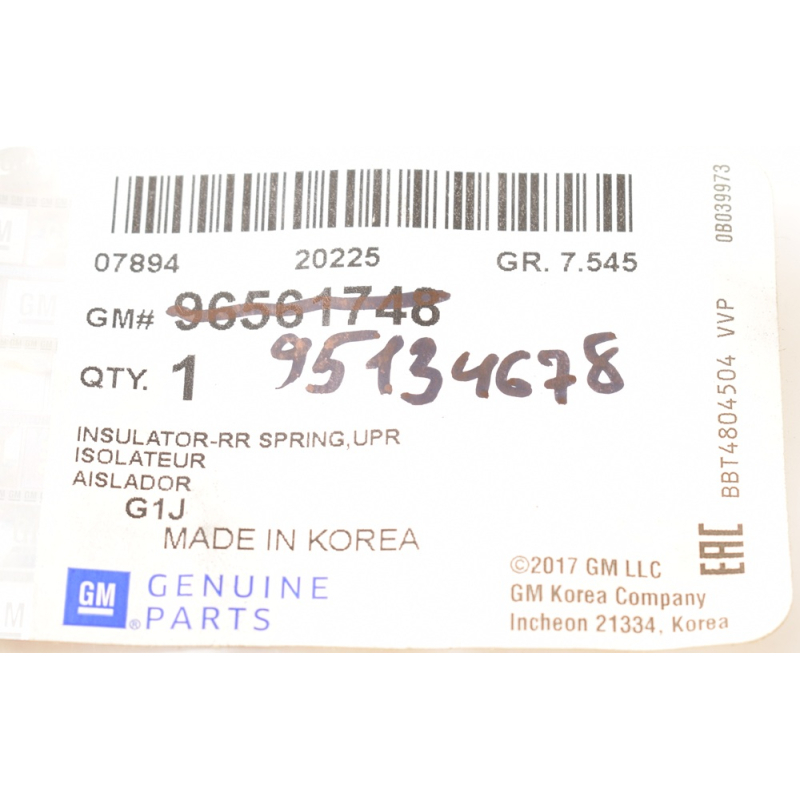 07894 20225 GR. 7.545
GM# 96561748
95134678
QTY. 1
INSULATOR-RR SPRING,UPR
ISOLATEUR
AISLADOR
G1J
MADE IN KOREA
GM GENUINE
®PARTS
©2017 GM LLC
GM Korea Company
Incheon 21334, Korea
0B039973
BBT4804504 VVP
EAC